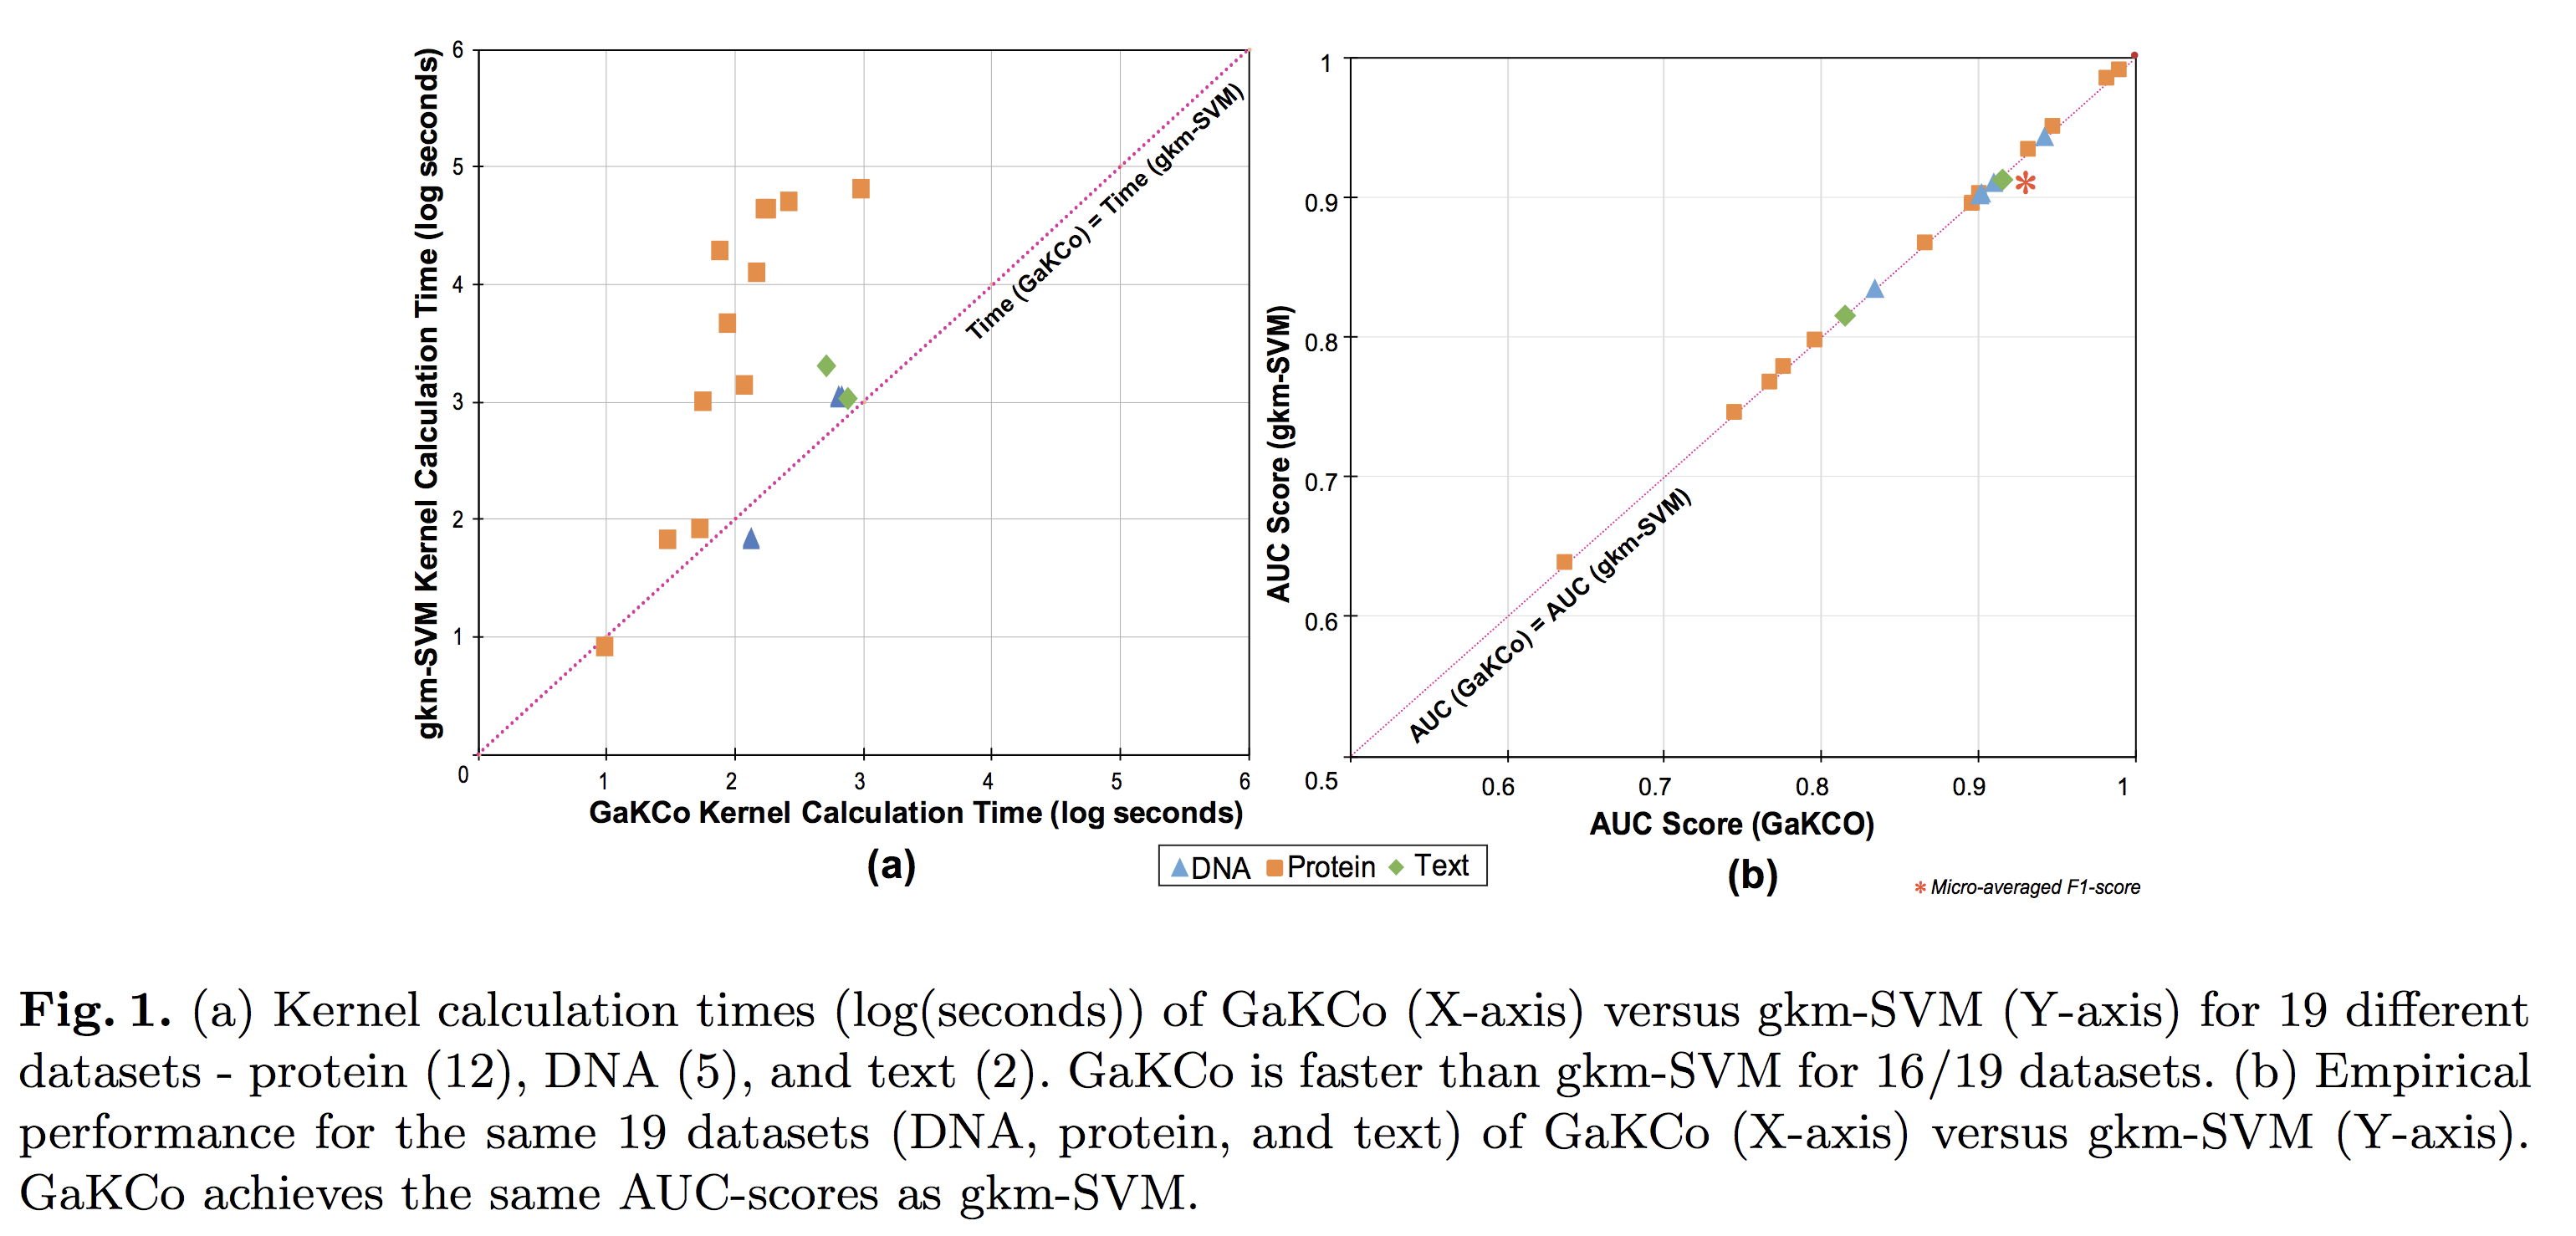 gkm-SVM Kernel Calculation Time (log seconds)
6
5
4
3
2
1
0
1
2
3
4
5
6
Time (GaKCo) = Time (gkm-SVM)
GaKCo Kernel Calculation Time (log seconds)
(a)
AUC Score (gkm-SVM)
1
0.9
0.8
0.7
0.6
0.5
0.6
0.7
0.8
0.9
1
*
AUC (GaKCo) = AUC (gkm-SVM)
AUC Score (GaKCO)
(b)
DNA Protein Text
* Micro-averaged F1-score
Fig. 1. (a) Kernel calculation times (log(seconds)) of GaKCo (X-axis) versus gkm-SVM (Y-axis) for 19 different
datasets - protein (12), DNA (5), and text (2). GaKCo is faster than gkm-SVM for 16/19 datasets. (b) Empirical
performance for the same 19 datasets (DNA, protein, and text) of GaKCo (X-axis) versus gkm-SVM (Y-axis).
GaKCo achieves the same AUC-scores as gkm-SVM.